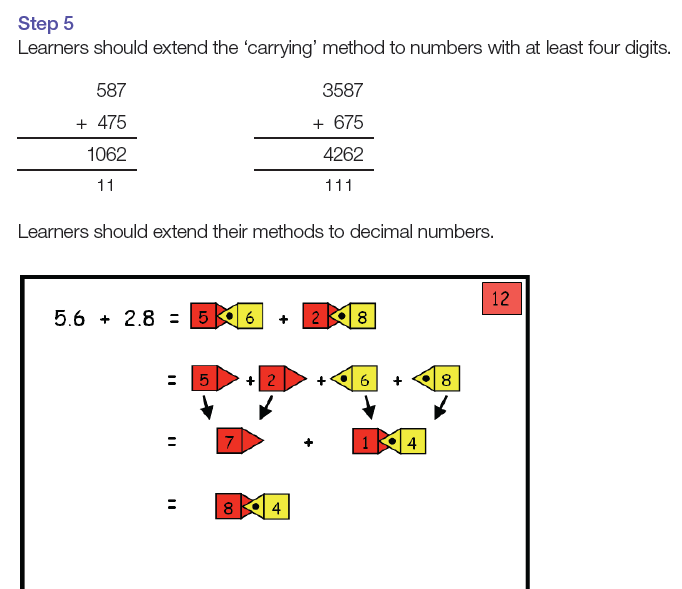 Step 5
Learners should extend the ‘carrying’ method to numbers with at least four digits.
587 3587
+ 475 + 675
1062 4262
11 111
Learners should extend their methods to decimal numbers.
12
5.6 + 2.8 = 5 . 6 + 2 . 8
= 5 + 2 + . 6 + . 8
= 7 + 1 . 4
= 8 . 4